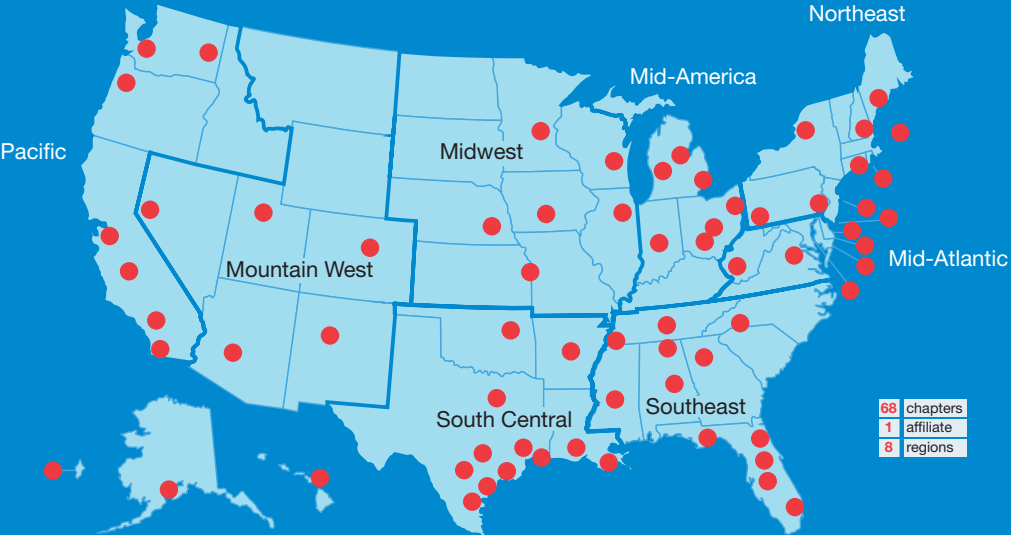 Northeast
Mid-America
Pacific
Midwest
Mid-Atlantic
Mountain West
South Central
Southeast
68 chapters
1 affiliate
8 regions